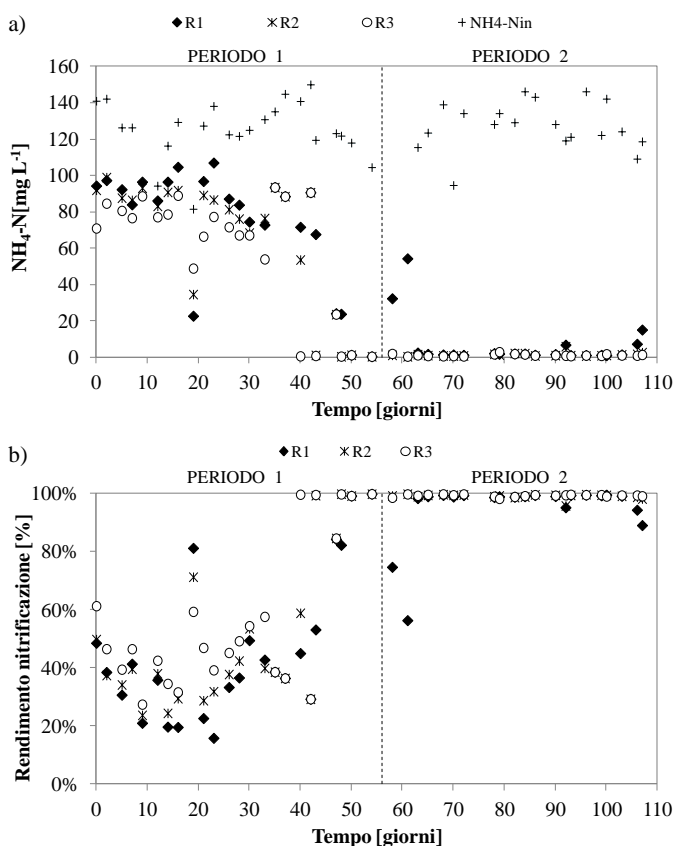 a)
R1 R2 R3 NH4-Nin
PERIODO 1 PERIODO 2
160
140
120
100
80
60
40
20
0
NH₄-N[mg L⁻¹]
0 10 20 30 40 50 60 70 80 90 100 110
Tempo [giorni]
b)
R1 R2 R3
PERIODO 1 PERIODO 2
100%
80%
60%
40%
20%
0%
Rendimento nitrificazione [%]
0 10 20 30 40 50 60 70 80 90 100 110
Tempo [giorni]